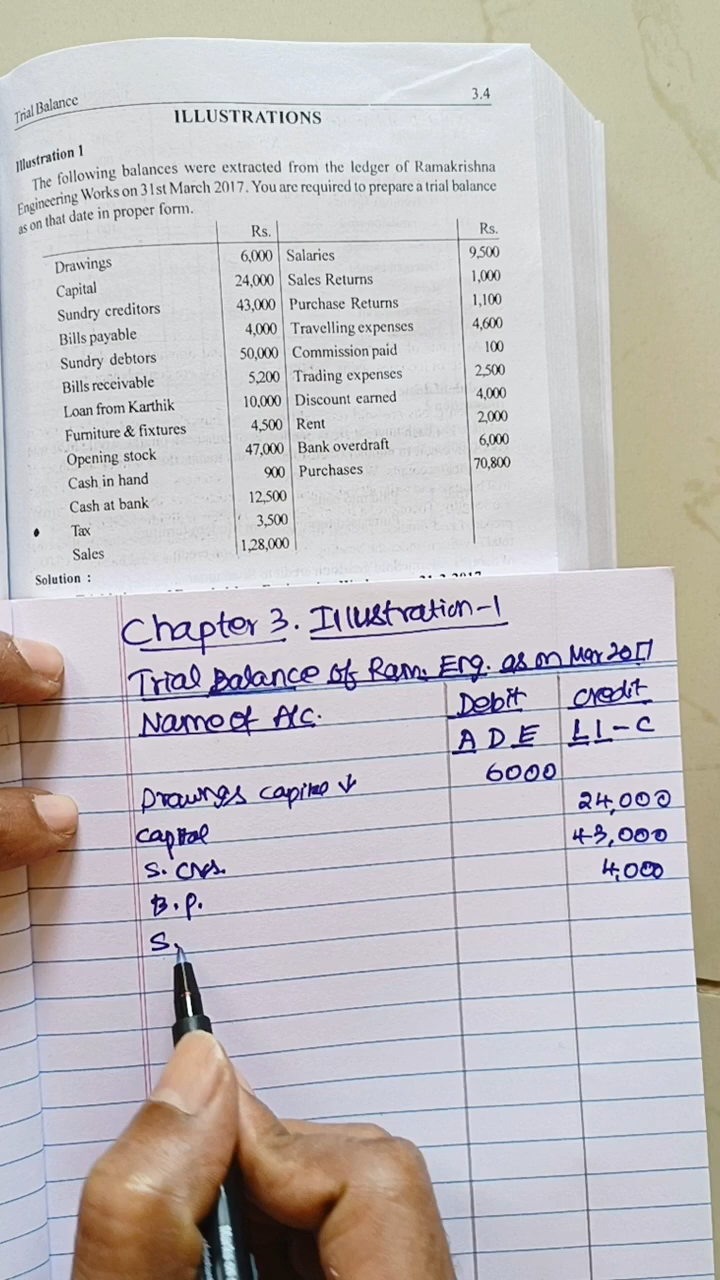 Trial Balance
3.4
ILLUSTRATIONS
Illustration 1
The following balances were extracted from the ledger of Ramakrishna
Engineering Works on 31st March 2017. You are required to prepare a trial balance
as on that date in proper form.
Rs. Rs.
Drawings 6,000 Salaries 9,500
Capital 24,000 Sales Returns 1,000
Sundry creditors 43,000 Purchase Returns 1,100
Bills payable 4,000 Travelling expenses 4,600
Sundry debtors 50,000 Commission paid 100
Bills receivable 5,200 Trading expenses 2,500
Loan from Karthik 10,000 Discount earned 4,000
Furniture & fixtures 4,500 Rent 2,000
Opening stock 47,000 Bank overdraft 6,000
Cash in hand 900 Purchases 70,800
Cash at bank 12,500
Tax 3,500
Sales 1,28,000
Solution :
Chapter 3. Illustration-1
Trial Balance of Ram. Eng. as on Mar 2017
Name of A/C. Debit Credit
A D E L I - C
Drawings capital ↓ 6000
Capital 24,000
S. Crs. 43,000
B.P. 4,000
S.